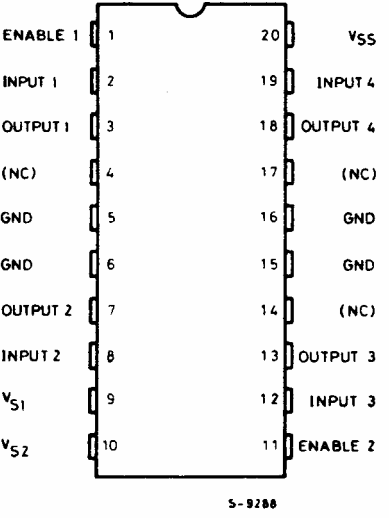 ENABLE 1 1 20 VSS
INPUT 1 2 19 INPUT 4
OUTPUT 1 3 18 OUTPUT 4
(NC) 4 17 (NC)
GND 5 16 GND
GND 6 15 GND
OUTPUT 2 7 14 (NC)
INPUT 2 8 13 OUTPUT 3
VS1 9 12 INPUT 3
VS2 10 11 ENABLE 2
S-9288